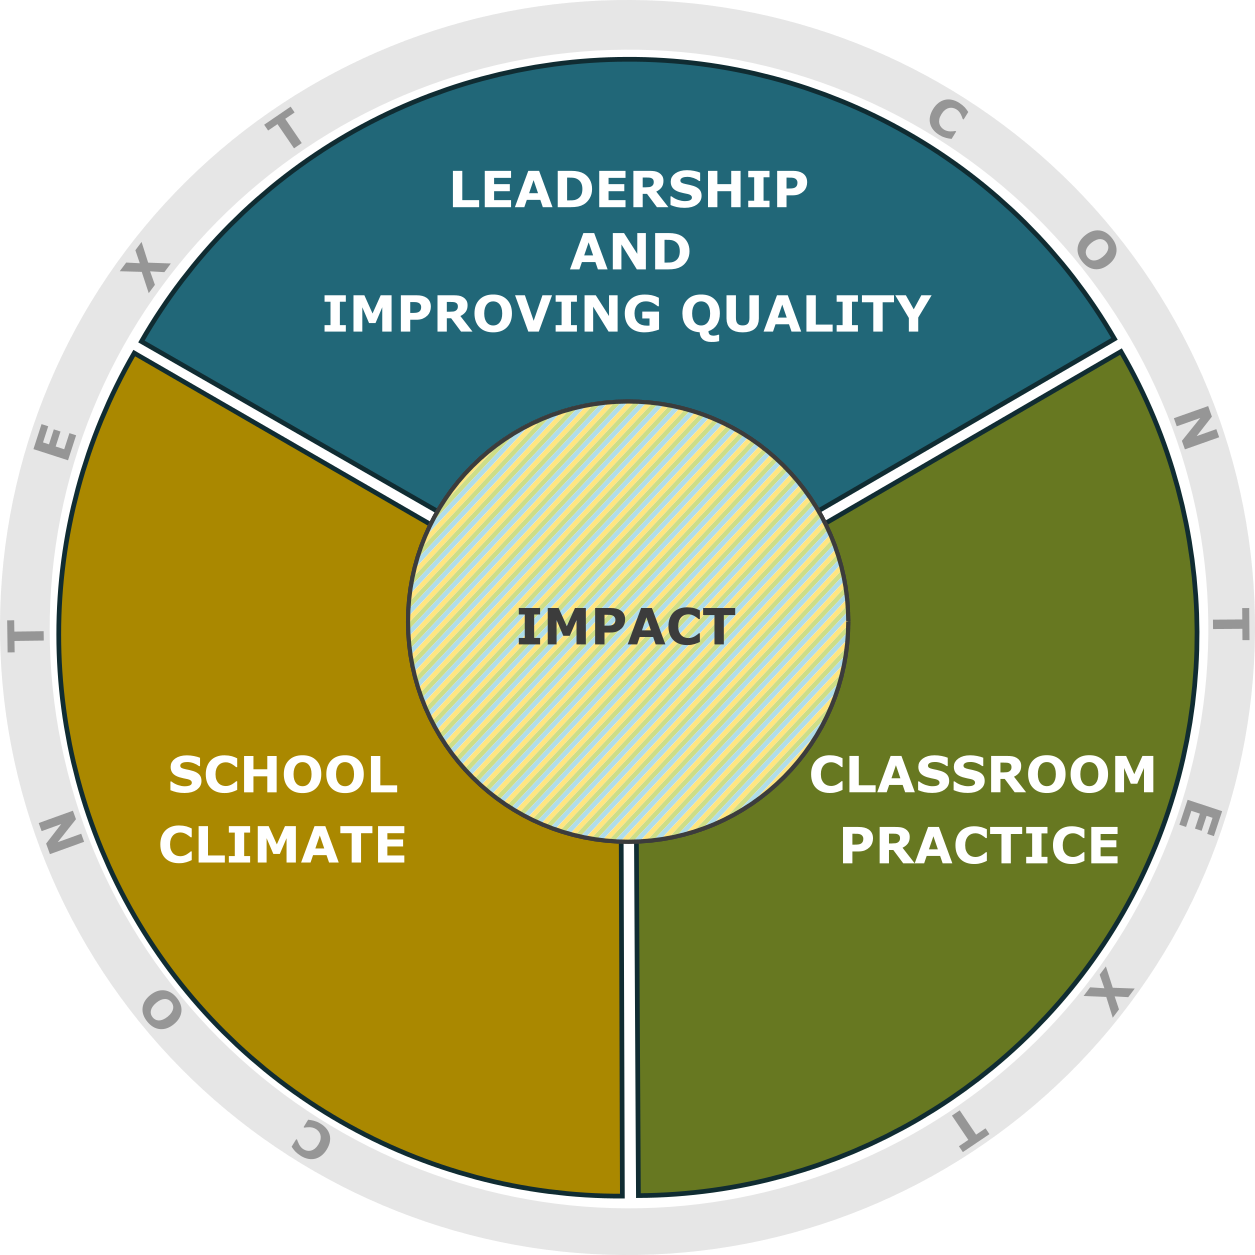 LEADERSHIP
AND
IMPROVING QUALITY
IMPACT
SCHOOL
CLIMATE
CLASSROOM
PRACTICE
CONTEXT
CONTEXT